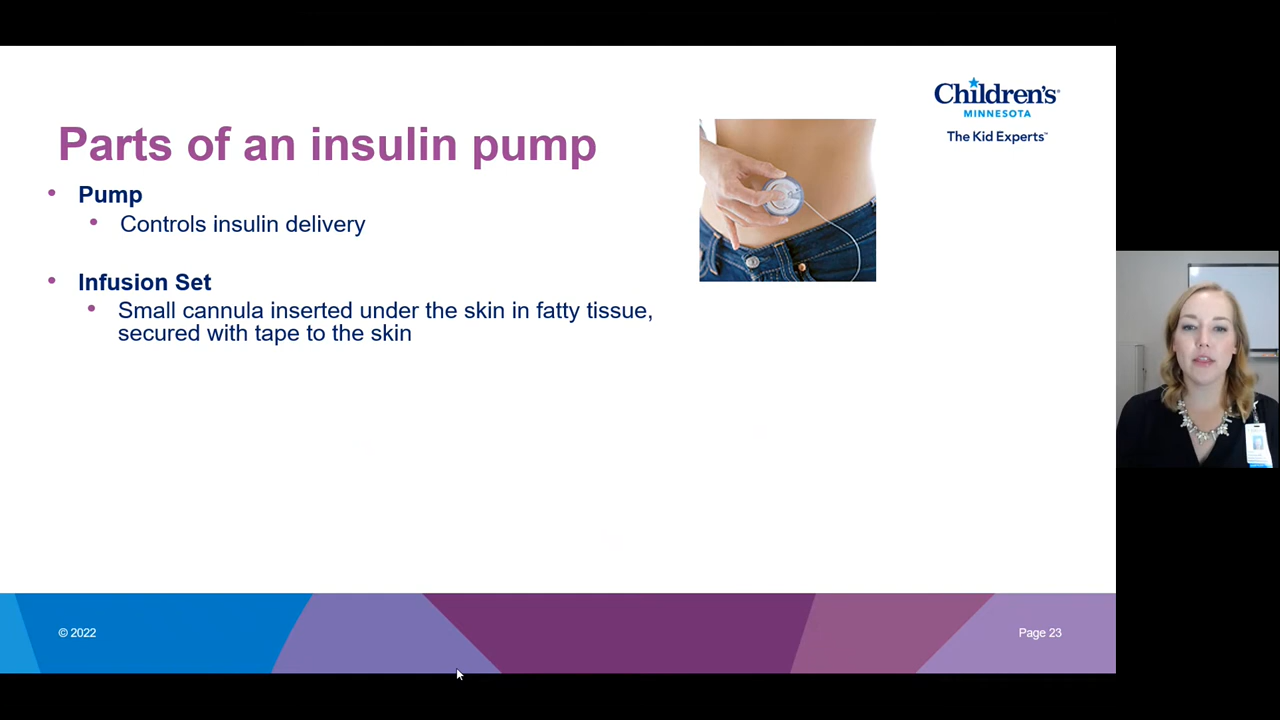 Children's
MINNESOTA
The Kid Experts™
Parts of an insulin pump
• Pump
• Controls insulin delivery
• Infusion Set
• Small cannula inserted under the skin in fatty tissue,
secured with tape to the skin
© 2022
Page 23